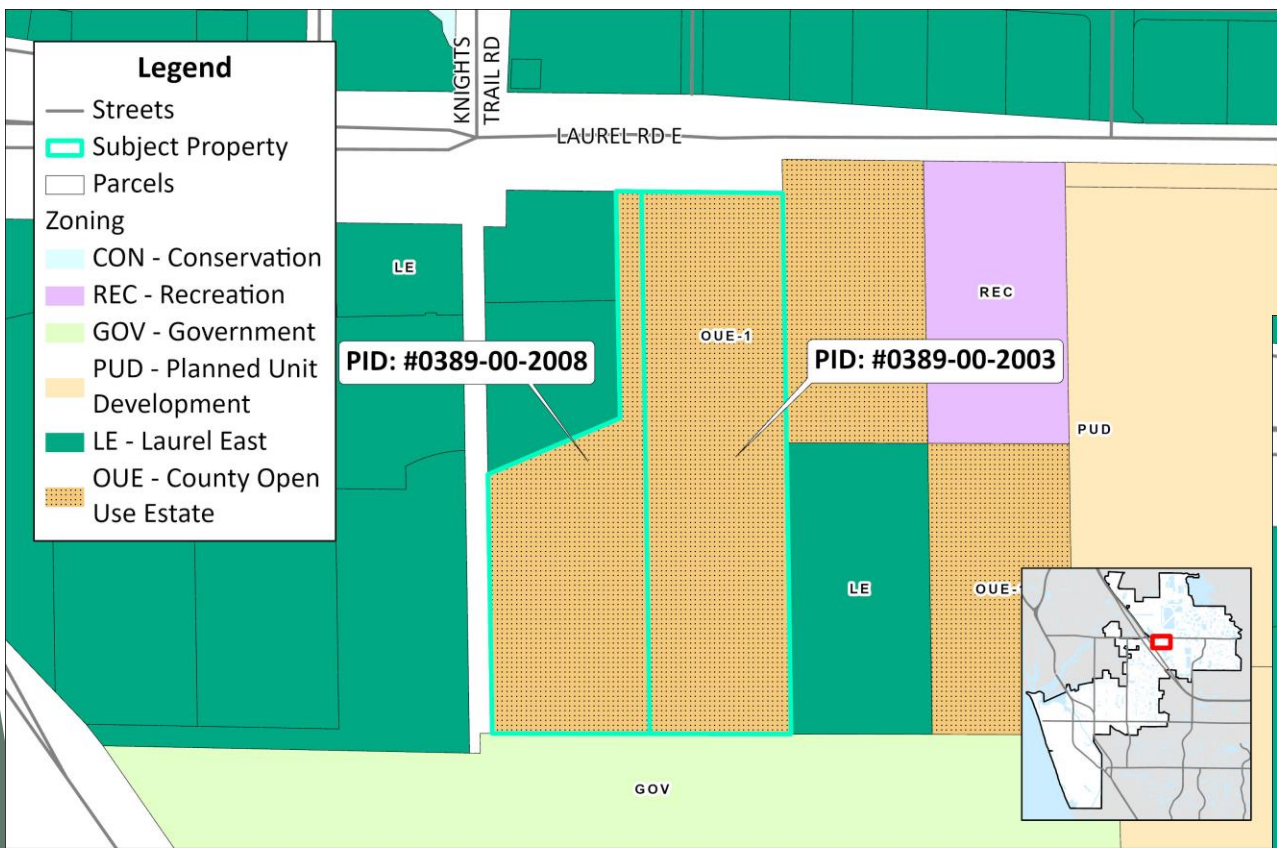 Legend
Streets
Subject Property
Parcels
Zoning
CON - Conservation
REC - Recreation
GOV - Government
PUD - Planned Unit
Development
LE - Laurel East
OUE - County Open
Use Estate
KNIGHTS
TRAIL RD
LAUREL RD E
LE
REC
OUE-1
PID: #0389-00-2008
PID: #0389-00-2003
PUD
LE
OUE-
GOV